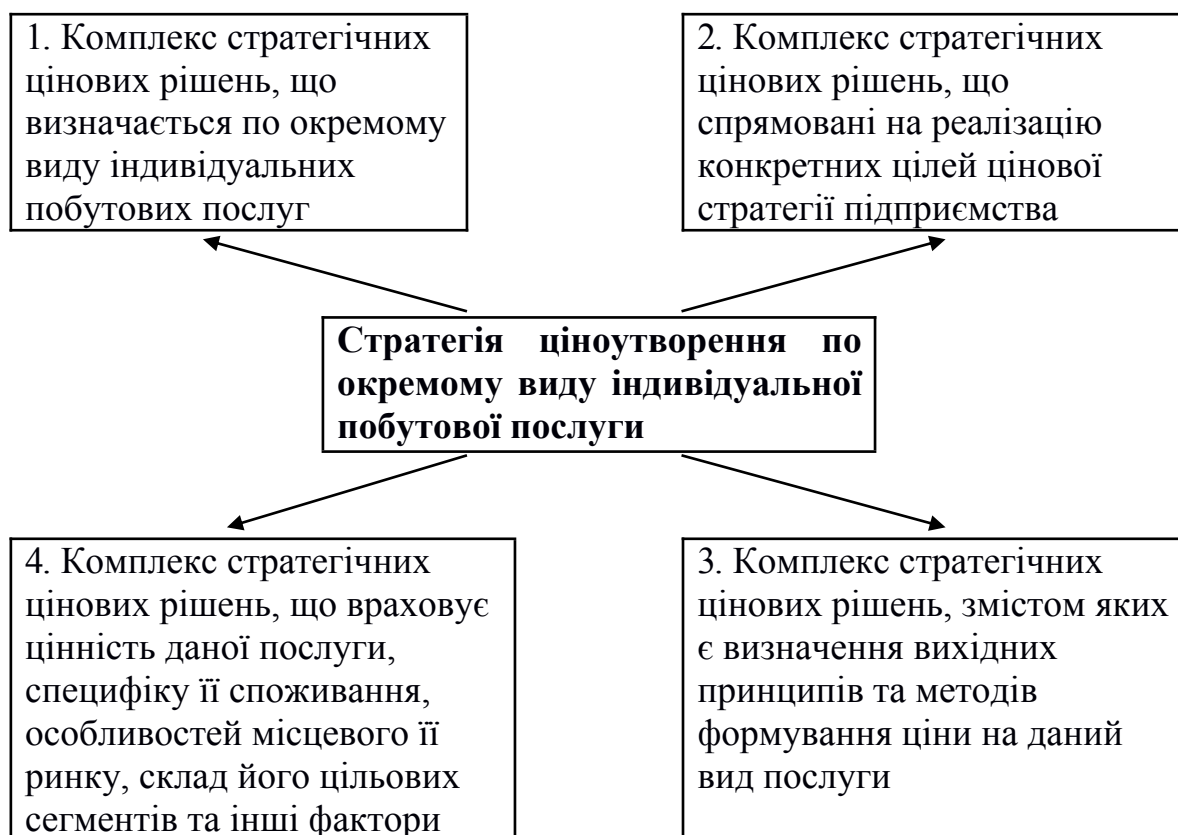 1. Комплекс стратегічних
цінових рішень, що
визначається по окремому
виду індивідуальних
побутових послуг
2. Комплекс стратегічних
цінових рішень, що
спрямовані на реалізацію
конкретних цілей цінової
стратегії підприємства
Стратегія ціноутворення по
окремому виду індивідуальної
побутової послуги
4. Комплекс стратегічних
цінових рішень, що враховує
цінність даної послуги,
специфіку її споживання,
особливостей місцевого її
ринку, склад його цільових
сегментів та інші фактори
3. Комплекс стратегічних
цінових рішень, змістом яких
є визначення вихідних
принципів та методів
формування ціни на даний
вид послуги